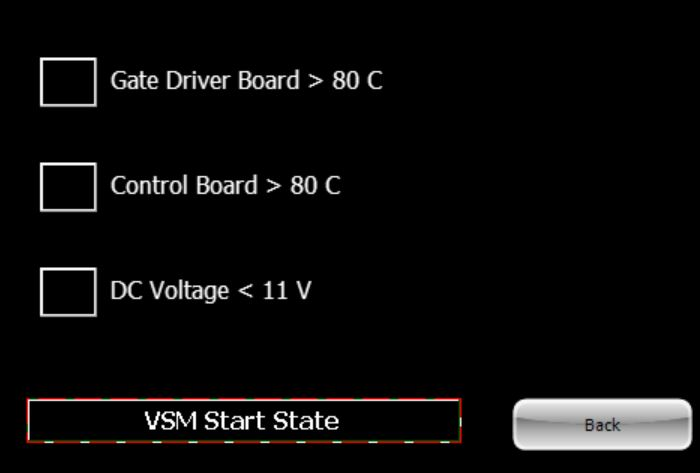 Gate Driver Board > 80 C
Control Board > 80 C
DC Voltage < 11 V
VSM Start State
Back